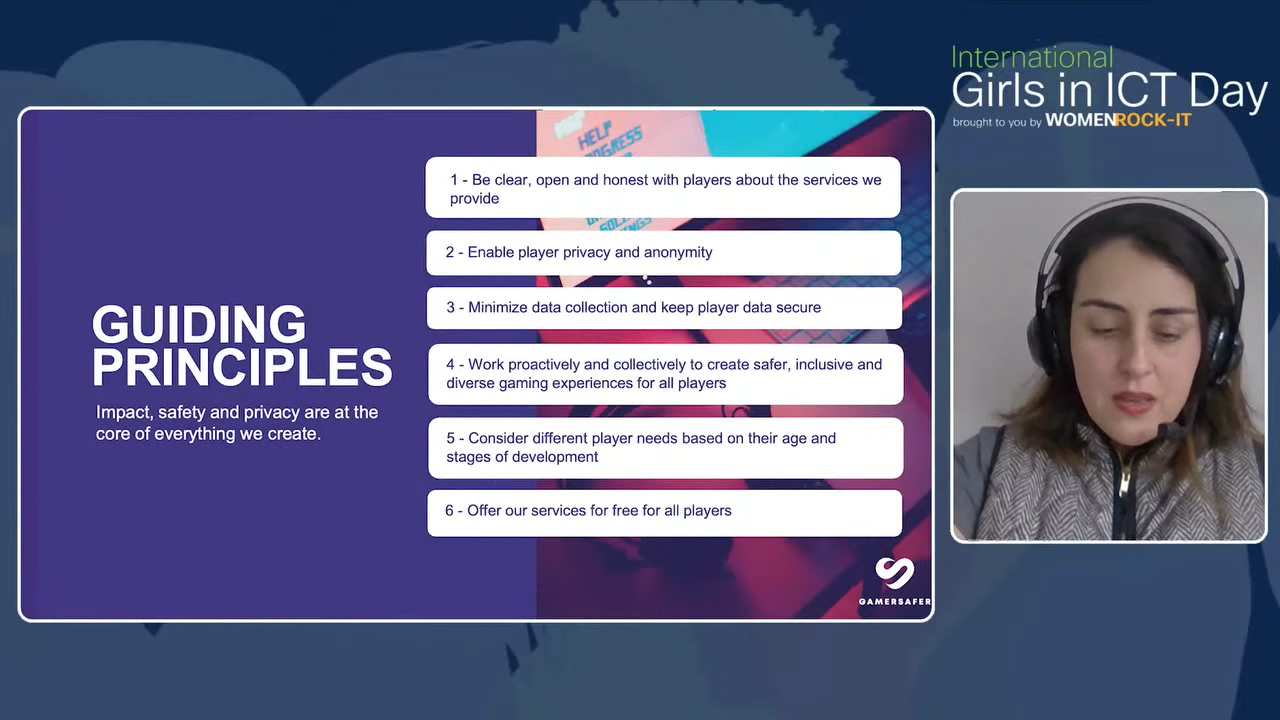 International
Girls in ICT Day
brought to you by WOMENROCK-IT
GUIDING
PRINCIPLES
Impact, safety and privacy are at the
core of everything we create.
HELP
1 - Be clear, open and honest with players about the services we
provide
2 - Enable player privacy and anonymity
3 - Minimize data collection and keep player data secure
4 - Work proactively and collectively to create safer, inclusive and
diverse gaming experiences for all players
5 - Consider different player needs based on their age and
stages of development
6 - Offer our services for free for all players
GAMERSAFER